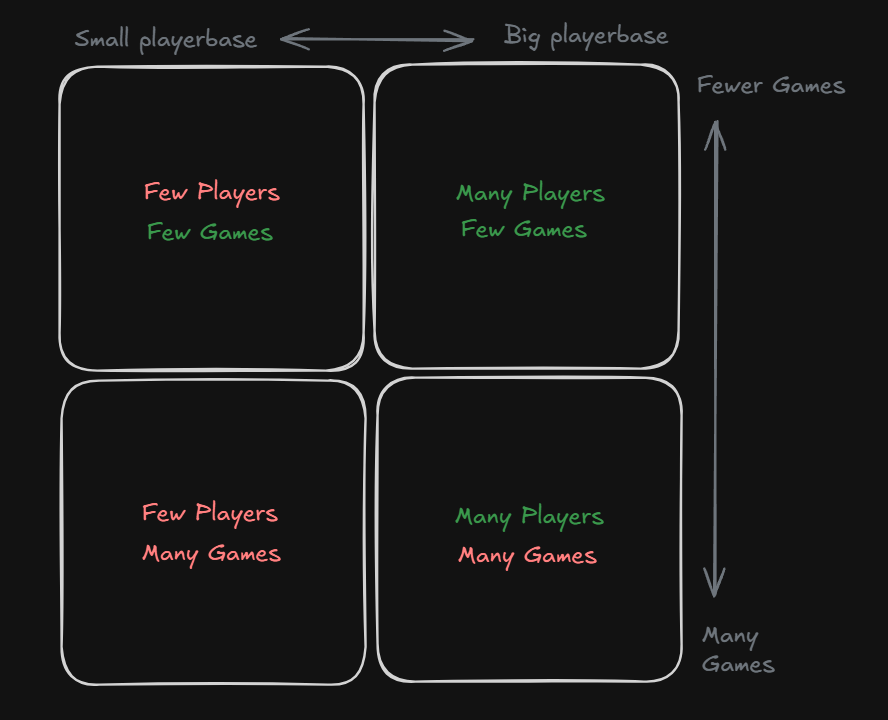 Small playerbase
Big playerbase
Fewer Games
Few Players
Few Games
Many Players
Few Games
Few Players
Many Games
Many Players
Many Games
Many
Games